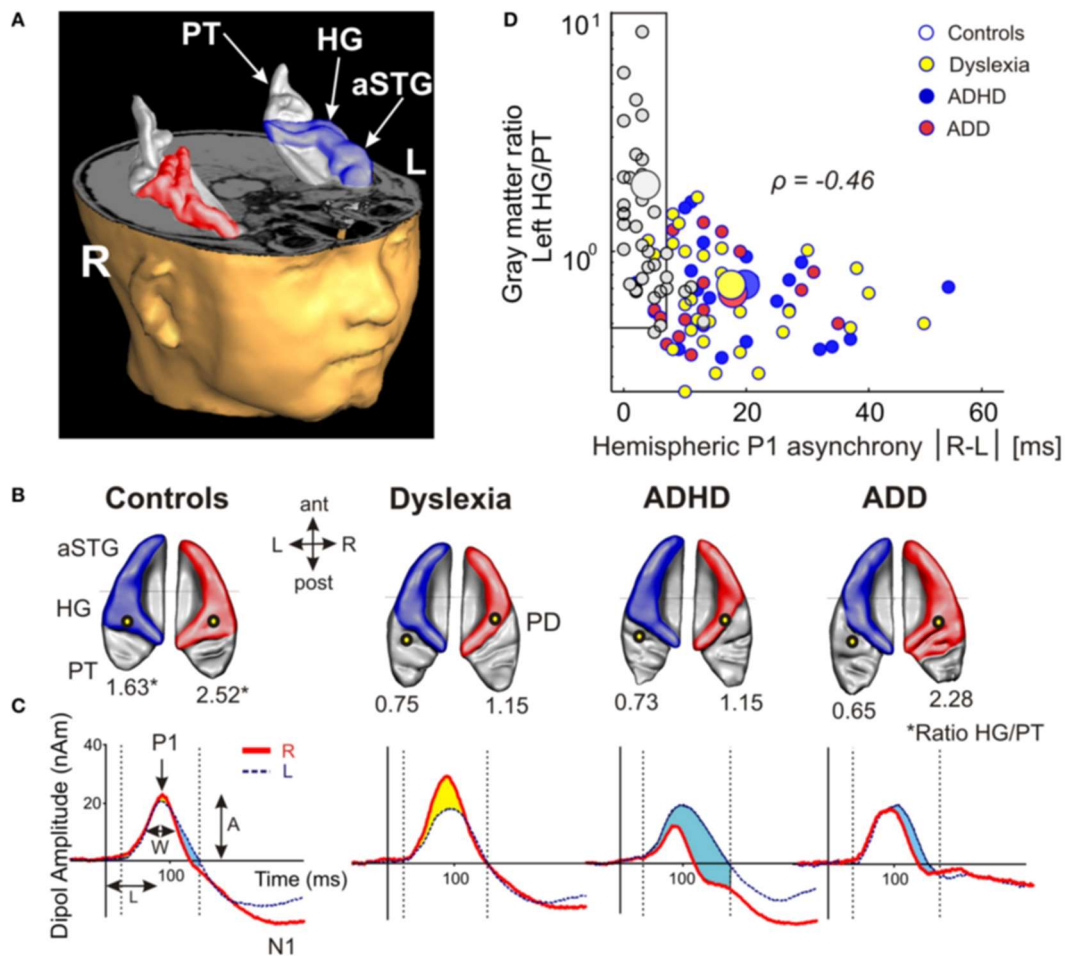 A
PT
HG
aSTG
L
R
D
10¹
10⁰
Gray matter ratio
Left HG/PT
Controls
Dyslexia
ADHD
ADD
ρ = -0.46
0 20 40 60
Hemispheric P1 asynchrony |R-L| [ms]
B
Controls
Dyslexia
ADHD
ADD
ant
L R
post
aSTG
HG
PT
PD
1.63* 2.52*
0.75 1.15
0.73 1.15
0.65 2.28
*Ratio HG/PT
C
Dipol Amplitude (nAm)
40
20
P1
R
L
A
W
L
100
Time (ms)
N1
100
100
100